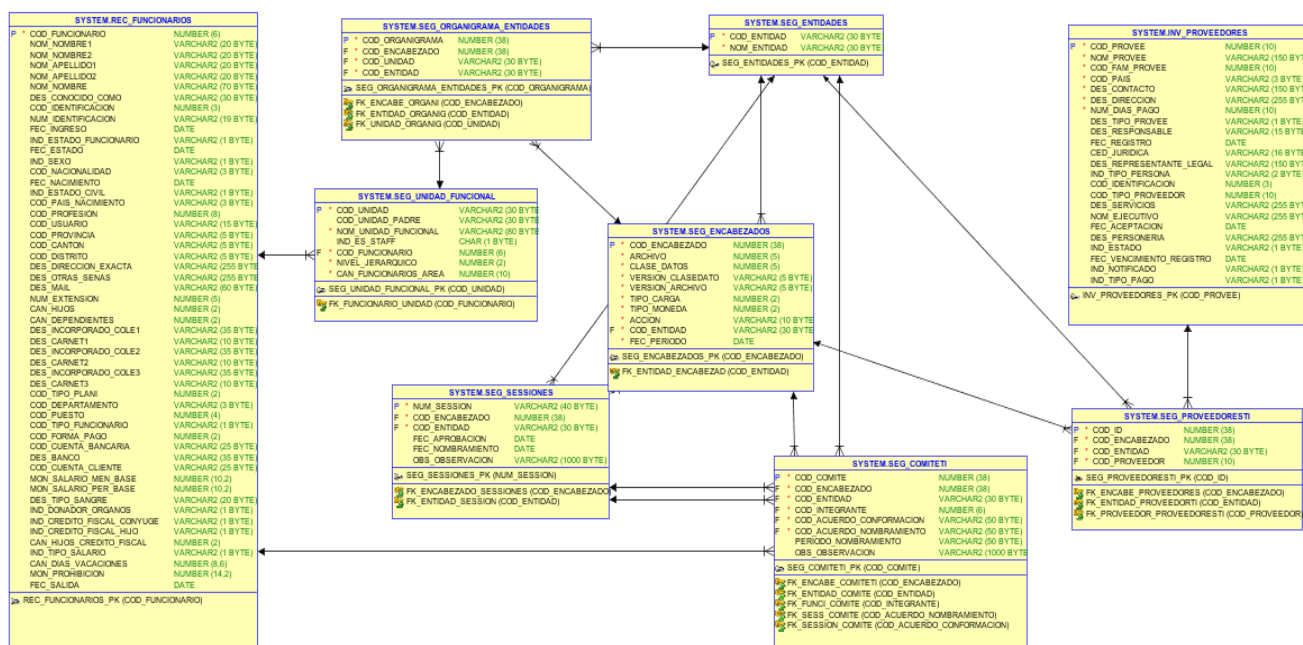 SYSTEM.REC_FUNCIONARIOS
P * COD_FUNCIONARIO NUMBER (6)
NOM_NOMBRE1 VARCHAR2 (20 BYTE)
NOM_NOMBRE2 VARCHAR2 (20 BYTE)
NOM_APELLIDO1 VARCHAR2 (20 BYTE)
NOM_APELLIDO2 VARCHAR2 (20 BYTE)
NOM_NOMBRE VARCHAR2 (70 BYTE)
DES_CONOCIDO_COMO VARCHAR2 (30 BYTE)
COD_IDENTIFICACION NUMBER (3)
NUM_IDENTIFICACION VARCHAR2 (19 BYTE)
FEC_INGRESO DATE
IND_ESTADO_FUNCIONARIO VARCHAR2 (1 BYTE)
FEC_ESTADO DATE
IND_SEXO VARCHAR2 (1 BYTE)
COD_NACIONALIDAD VARCHAR2 (3 BYTE)
FEC_NACIMIENTO DATE
IND_ESTADO_CIVIL VARCHAR2 (1 BYTE)
COD_PAIS_NACIMIENTO VARCHAR2 (3 BYTE)
COD_PROFESION NUMBER (8)
COD_USUARIO VARCHAR2 (15 BYTE)
COD_PROVINCIA VARCHAR2 (5 BYTE)
COD_CANTON VARCHAR2 (5 BYTE)
COD_DISTRITO VARCHAR2 (5 BYTE)
DES_DIRECCION_EXACTA VARCHAR2 (255 BYTE
DES_OTRAS_SENAS VARCHAR2 (255 BYTE
DES_MAIL VARCHAR2 (60 BYTE)
NUM_EXTENSION NUMBER (5)
CAN_HIJOS NUMBER (2)
CAN_DEPENDIENTES NUMBER (2)
DES_INCORPORADO_COLE1 VARCHAR2 (35 BYTE)
DES_CARNET1 VARCHAR2 (10 BYTE)
DES_INCORPORADO_COLE2 VARCHAR2 (35 BYTE)
DES_CARNET2 VARCHAR2 (10 BYTE)
DES_INCORPORADO_COLE3 VARCHAR2 (35 BYTE)
DES_CARNET3 VARCHAR2 (10 BYTE)
COD_TIPO_PLANI NUMBER (2)
COD_DEPARTAMENTO VARCHAR2 (3 BYTE)
COD_PUESTO NUMBER (4)
COD_TIPO_FUNCIONARIO VARCHAR2 (1 BYTE)
COD_FORMA_PAGO NUMBER (2)
COD_CUENTA_BANCARIA VARCHAR2 (25 BYTE)
DES_BANCO VARCHAR2 (35 BYTE)
COD_CUENTA_CLIENTE VARCHAR2 (25 BYTE)
MON_SALARIO_MEN_BASE NUMBER (10,2)
MON_SALARIO_PER_BASE NUMBER (10,2)
DES_TIPO_SANGRE VARCHAR2 (20 BYTE)
IND_DONADOR_ORGANOS VARCHAR2 (1 BYTE)
IND_CREDITO_FISCAL_CONYUGE VARCHAR2 (1 BYTE)
IND_CREDITO_FISCAL_HIJO VARCHAR2 (1 BYTE)
CAN_HIJOS_CREDITO_FISCAL NUMBER (2)
IND_TIPO_SALARIO VARCHAR2 (1 BYTE)
CAN_DIAS_VACACIONES NUMBER (8,6)
MON_PROHIBICION NUMBER (14,2)
FEC_SALIDA DATE
REC_FUNCIONARIOS_PK (COD_FUNCIONARIO)
SYSTEM.SEG_ORGANIGRAMA_ENTIDADES
P * COD_ORGANIGRAMA NUMBER (38)
F * COD_ENCABEZADO NUMBER (38)
F * COD_UNIDAD VARCHAR2 (30 BYTE)
F * COD_ENTIDAD VARCHAR2 (30 BYTE)
SEG_ORGANIGRAMA_ENTIDADES_PK (COD_ORGANIGRAMA)
FK_ENCABE_ORGANI (COD_ENCABEZADO)
FK_ENTIDAD_ORGANIG (COD_ENTIDAD)
FK_UNIDAD_ORGANIG (COD_UNIDAD)
SYSTEM.SEG_ENTIDADES
P * COD_ENTIDAD VARCHAR2 (30 BYTE
* NOM_ENTIDAD VARCHAR2 (30 BYTE
SEG_ENTIDADES_PK (COD_ENTIDAD)
SYSTEM.INV_PROVEEDORES
P * COD_PROVEE NUMBER (10)
* NOM_PROVEE VARCHAR2 (150 BYT
* COD_FAM_PROVEE NUMBER (10)
* COD_PAIS VARCHAR2 (3 BYTE
* DES_CONTACTO VARCHAR2 (150 BYT
* DES_DIRECCION VARCHAR2 (255 BYT
* NUM_DIAS_PAGO NUMBER (10)
DES_TIPO_PROVEE VARCHAR2 (1 BYTE
DES_RESPONSABLE VARCHAR2 (15 BYTE
FEC_REGISTRO DATE
CED_JURIDICA VARCHAR2 (16 BYTE
DES_REPRESENTANTE_LEGAL VARCHAR2 (150 BYT
IND_TIPO_PERSONA VARCHAR2 (2 BYTE
COD_IDENTIFICACION NUMBER (3)
COD_TIPO_PROVEEDOR NUMBER (10)
DES_SERVICIOS VARCHAR2 (255 BYT
NOM_EJECUTIVO VARCHAR2 (255 BYT
FEC_ACEPTACION DATE
DES_PERSONERIA VARCHAR2 (255 BYT
IND_ESTADO VARCHAR2 (1 BYTE
FEC_VENCIMIENTO_REGISTRO DATE
IND_NOTIFICADO VARCHAR2 (1 BYTE
IND_TIPO_PAGO VARCHAR2 (1 BYTE
INV_PROVEEDORES_PK (COD_PROVEE)
SYSTEM.SEG_UNIDAD_FUNCIONAL
P * COD_UNIDAD VARCHAR2 (30 BYTE
COD_UNIDAD_PADRE VARCHAR2 (30 BYTE
* NOM_UNIDAD_FUNCIONAL VARCHAR2 (80 BYTE
IND_ES_STAFF CHAR (1 BYTE)
F * COD_FUNCIONARIO NUMBER (6)
* NIVEL_JERARQUICO NUMBER (2)
* CAN_FUNCIONARIOS_AREA NUMBER (10)
SEG_UNIDAD_FUNCIONAL_PK (COD_UNIDAD)
FK_FUNCIONARIO_UNIDAD (COD_FUNCIONARIO)
SYSTEM.SEG_ENCABEZADOS
P * COD_ENCABEZADO NUMBER (38)
* ARCHIVO NUMBER (5)
* CLASE_DATOS NUMBER (5)
* VERSION_CLASEDATO VARCHAR2 (5 BYTE)
* VERSION_ARCHIVO VARCHAR2 (5 BYTE)
* TIPO_CARGA NUMBER (2)
* TIPO_MONEDA NUMBER (2)
* ACCION VARCHAR2 (10 BYTE
F * COD_ENTIDAD VARCHAR2 (30 BYTE
* FEC_PERIODO DATE
SEG_ENCABEZADOS_PK (COD_ENCABEZADO)
FK_ENTIDAD_ENCABEZAD (COD_ENTIDAD)
SYSTEM.SEG_SESSIONES
P * NUM_SESSION VARCHAR2 (40 BYTE)
F * COD_ENCABEZADO NUMBER (38)
F * COD_ENTIDAD VARCHAR2 (30 BYTE)
FEC_APROBACION DATE
FEC_NOMBRAMIENTO DATE
OBS_OBSERVACION VARCHAR2 (1000 BYTE)
SEG_SESSIONES_PK (NUM_SESSION)
FK_ENCABEZADO_SESSIONES (COD_ENCABEZADO)
FK_ENTIDAD_SESSION (COD_ENTIDAD)
SYSTEM.SEG_COMITETI
P * COD_COMITE NUMBER (38)
F * COD_ENCABEZADO NUMBER (38)
F * COD_ENTIDAD VARCHAR2 (30 BYTE)
F * COD_INTEGRANTE NUMBER (6)
F * COD_ACUERDO_CONFORMACION VARCHAR2 (50 BYTE)
F * COD_ACUERDO_NOMBRAMIENTO VARCHAR2 (50 BYTE)
PERIODO_NOMBRAMIENTO VARCHAR2 (50 BYTE)
OBS_OBSERVACION VARCHAR2 (1000 BYTE
SEG_COMITETI_PK (COD_COMITE)
FK_ENCABE_COMITETI (COD_ENCABEZADO)
FK_ENTIDAD_COMITE (COD_ENTIDAD)
FK_FUNCI_COMITE (COD_INTEGRANTE)
FK_SESS_COMITE (COD_ACUERDO_NOMBRAMIENTO)
FK_SESSION_COMITE (COD_ACUERDO_CONFORMACION)
SYSTEM.SEG_PROVEEDORESTI
P * COD_ID NUMBER (38)
F * COD_ENCABEZADO NUMBER (38)
F * COD_ENTIDAD VARCHAR2 (30 BYTE)
F * COD_PROVEEDOR NUMBER (10)
SEG_PROVEEDORESTI_PK (COD_ID)
FK_ENCABE_PROVEEDORES (COD_ENCABEZADO)
FK_ENTIDAD_PROVEEDORTI (COD_ENTIDAD)
FK_PROVEEDOR_PROVEEDORESTI (COD_PROVEEDOR